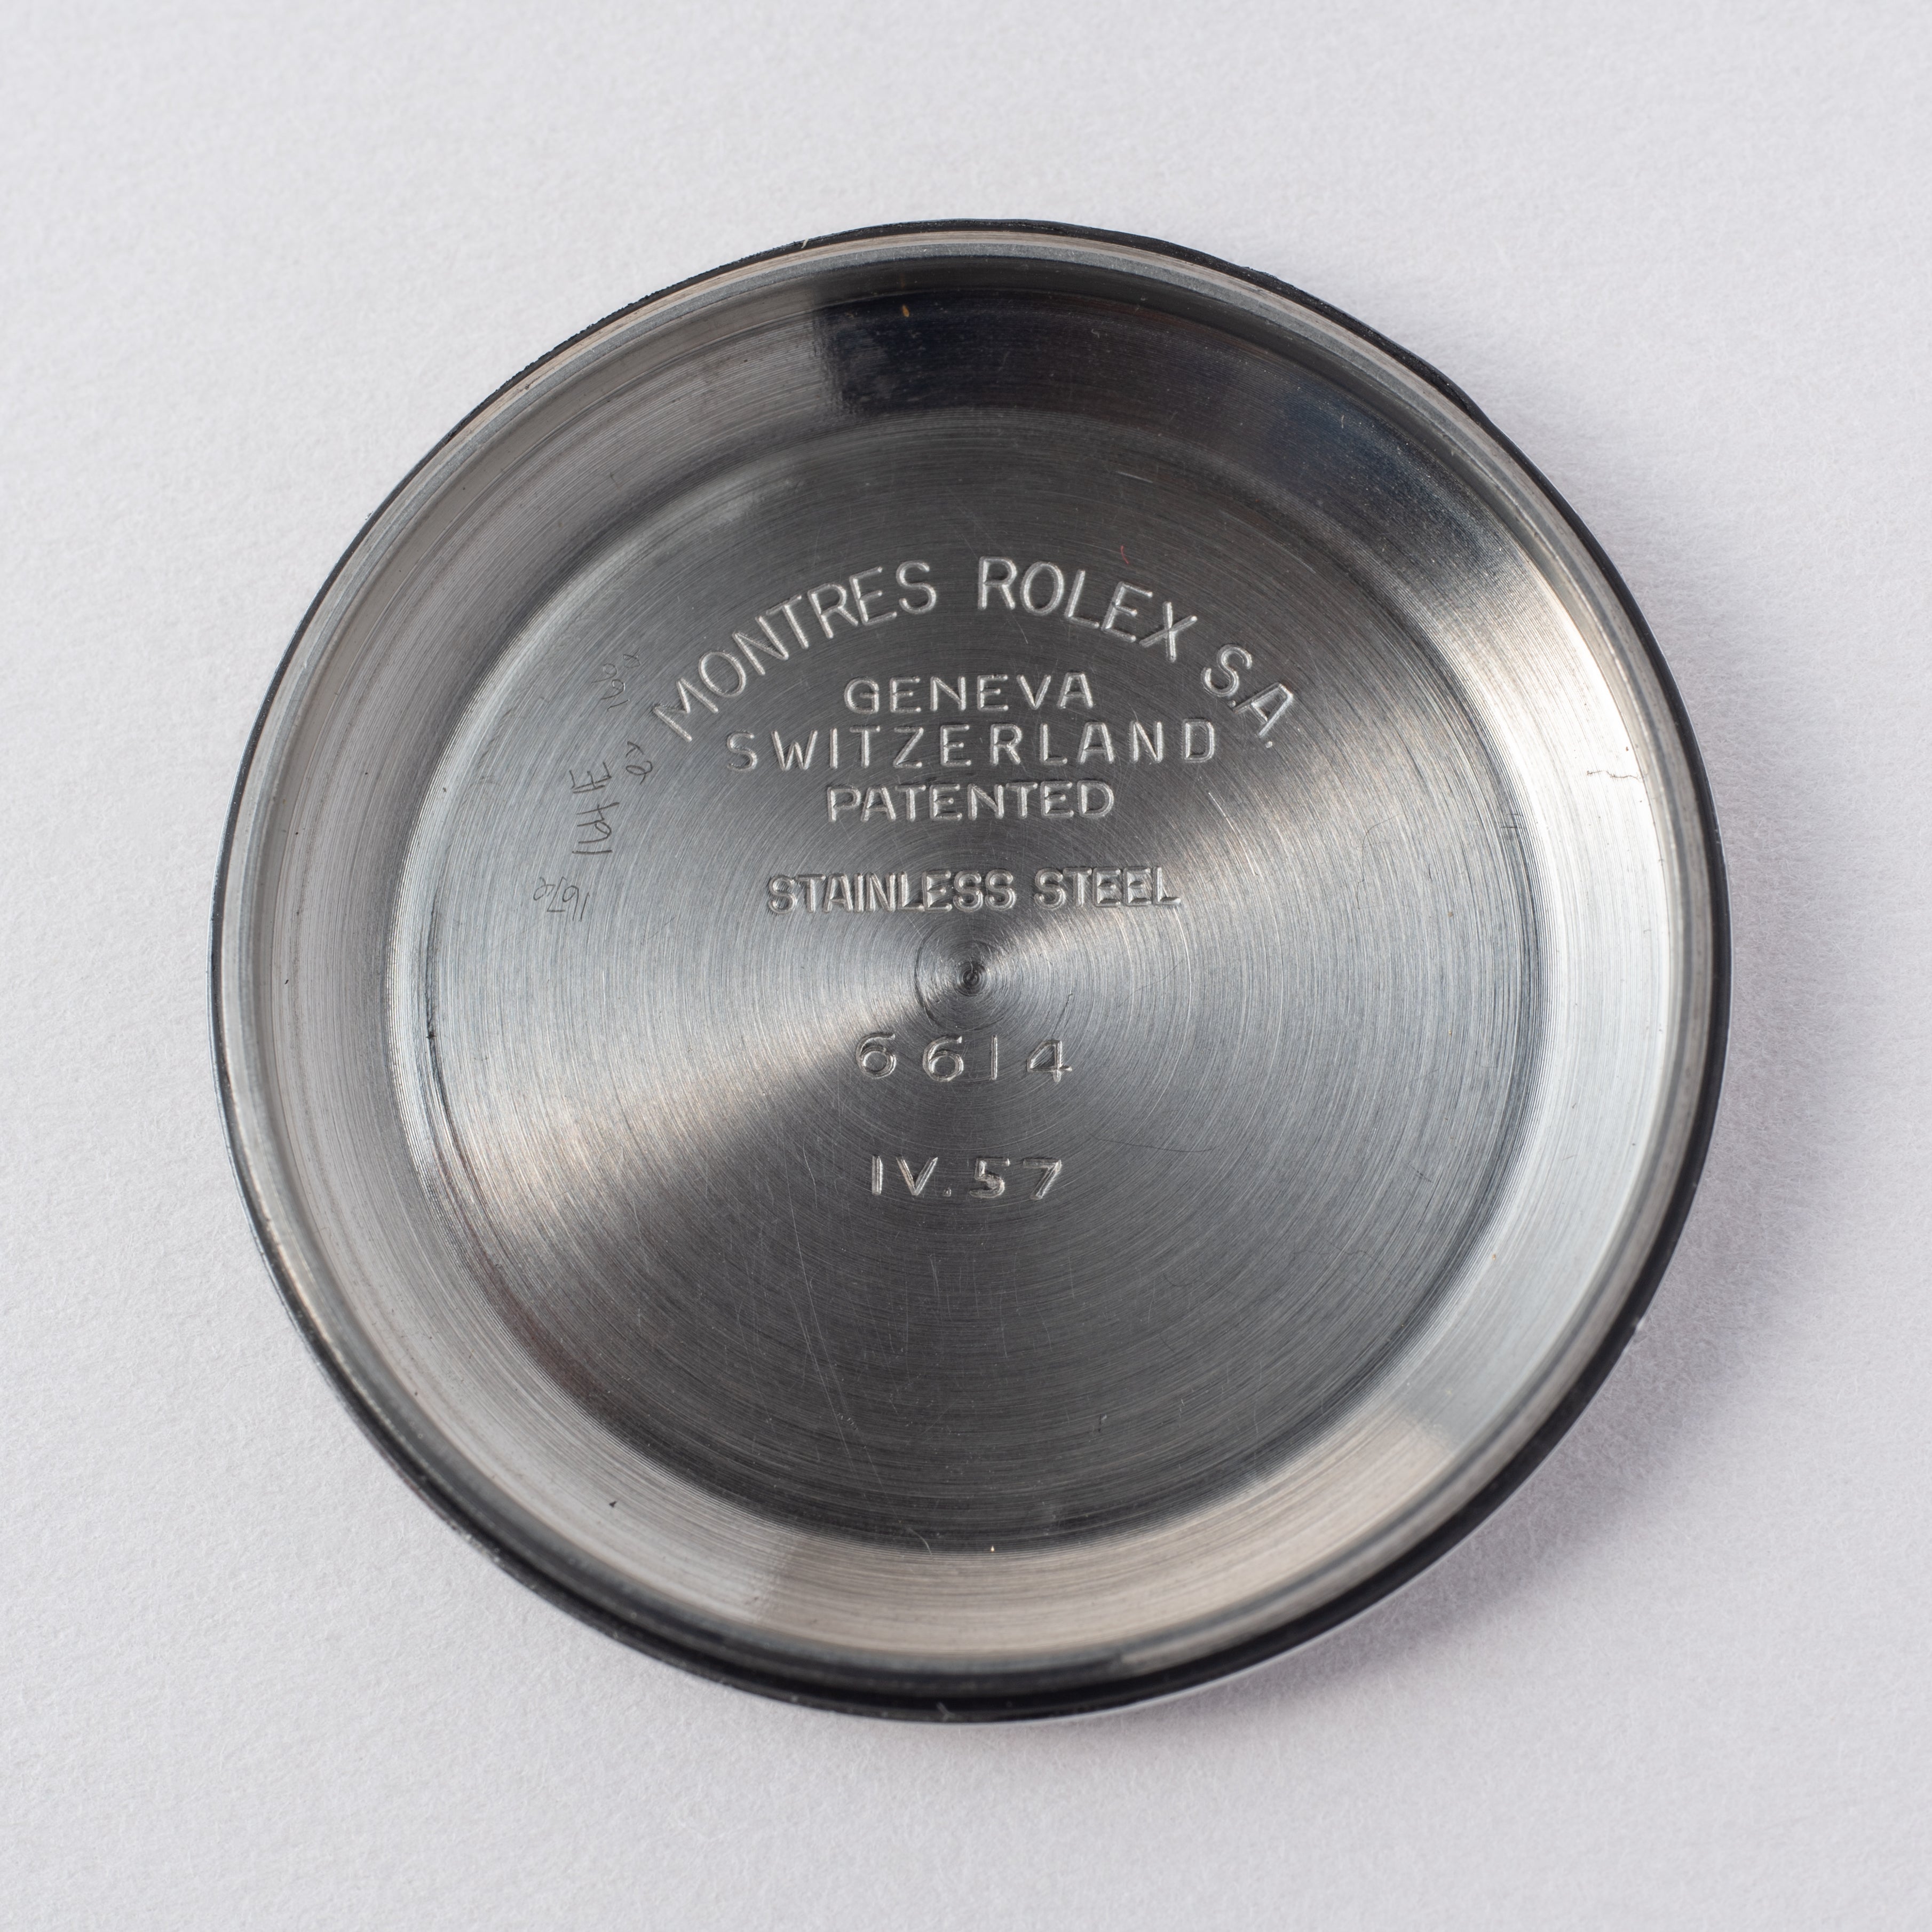 MONTRES ROLEX S.A.
GENEVA
SWITZERLAND
PATENTED
STAINLESS STEEL
6614
IV.57